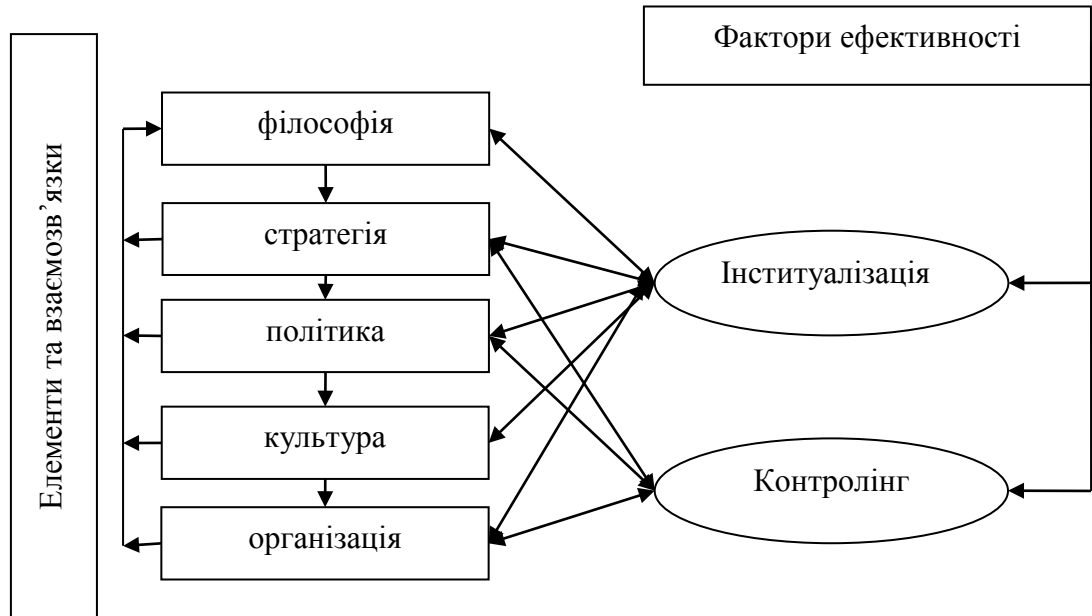 Фактори ефективності
Елементи та взаємозв’язки
філософія
стратегія
політика
культура
організація
Інституалізація
Контролінг